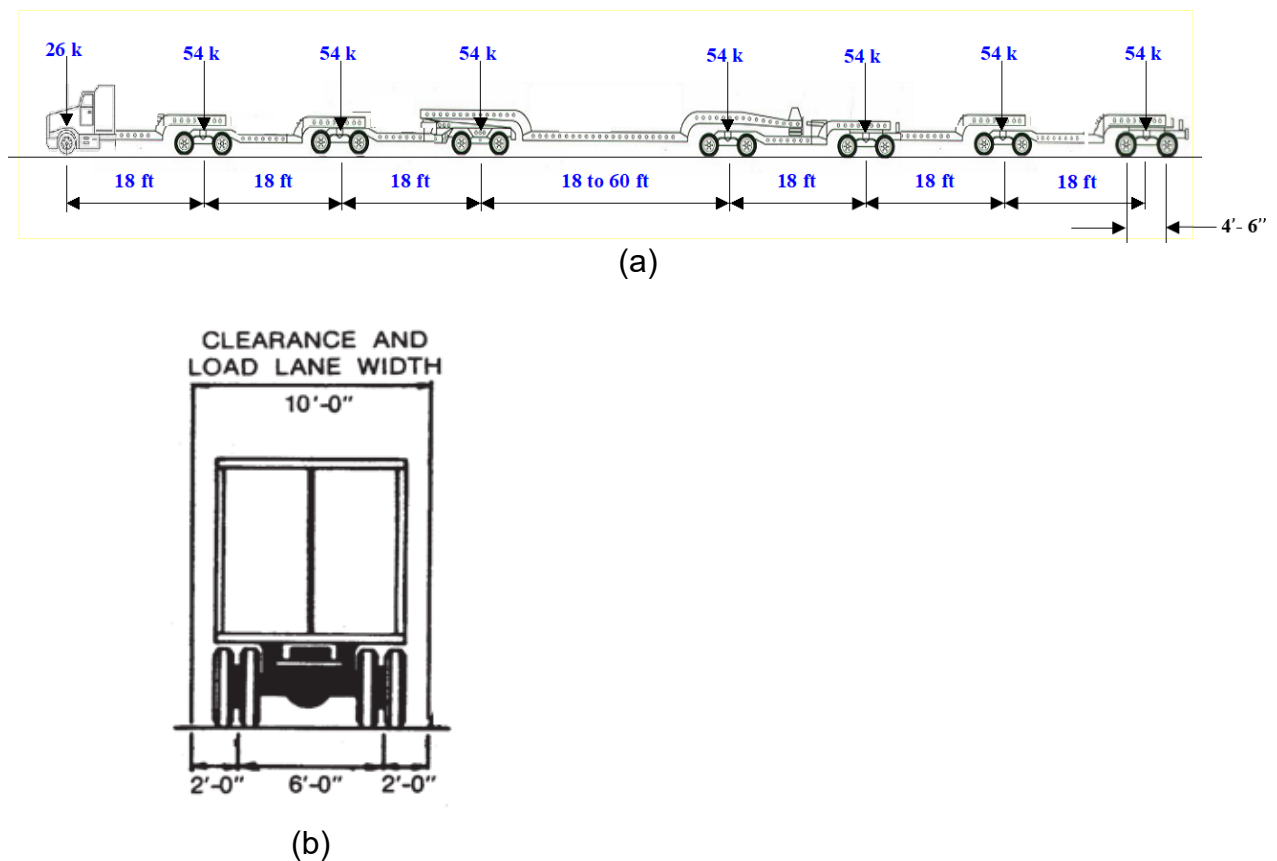 26 k 54 k 54 k 54 k 54 k 54 k 54 k 54 k
18 ft 18 ft 18 ft 18 to 60 ft 18 ft 18 ft 18 ft
4'- 6”
(a)
CLEARANCE AND
LOAD LANE WIDTH
10'-0"
2'-0" 6'-0" 2'-0"
(b)